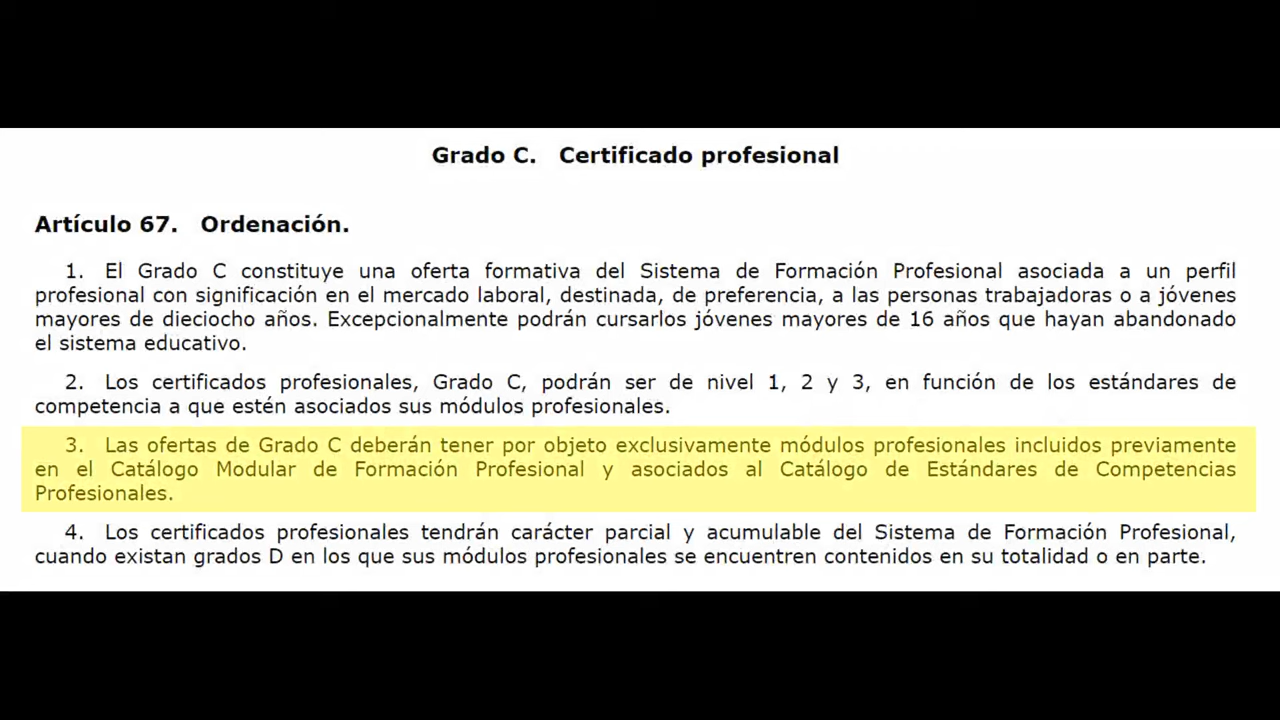 Grado C. Certificado profesional
Artículo 67. Ordenación.
1. El Grado C constituye una oferta formativa del Sistema de Formación Profesional asociada a un perfil
profesional con significación en el mercado laboral, destinada, de preferencia, a las personas trabajadoras o a jóvenes
mayores de dieciocho años. Excepcionalmente podrán cursarlos jóvenes mayores de 16 años que hayan abandonado
el sistema educativo.
2. Los certificados profesionales, Grado C, podrán ser de nivel 1, 2 y 3, en función de los estándares de
competencia a que estén asociados sus módulos profesionales.
3. Las ofertas de Grado C deberán tener por objeto exclusivamente módulos profesionales incluidos previamente
en el Catálogo Modular de Formación Profesional y asociados al Catálogo de Estándares de Competencias
Profesionales.
4. Los certificados profesionales tendrán carácter parcial y acumulable del Sistema de Formación Profesional,
cuando existan grados D en los que sus módulos profesionales se encuentren contenidos en su totalidad o en parte.